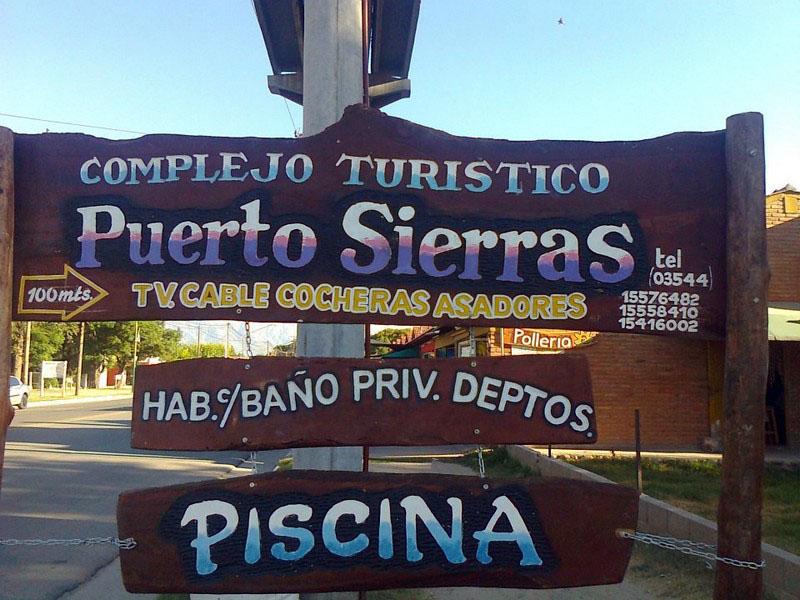 COMPLEJO TURISTICO
Puerto Sierras
tel
(03544)
15576482
15558410
15416002
100mts.
TV. CABLE COCHERAS ASADORES
Polleria
HAB. c/BAÑO PRIV. DEPTOS.
PISCINA